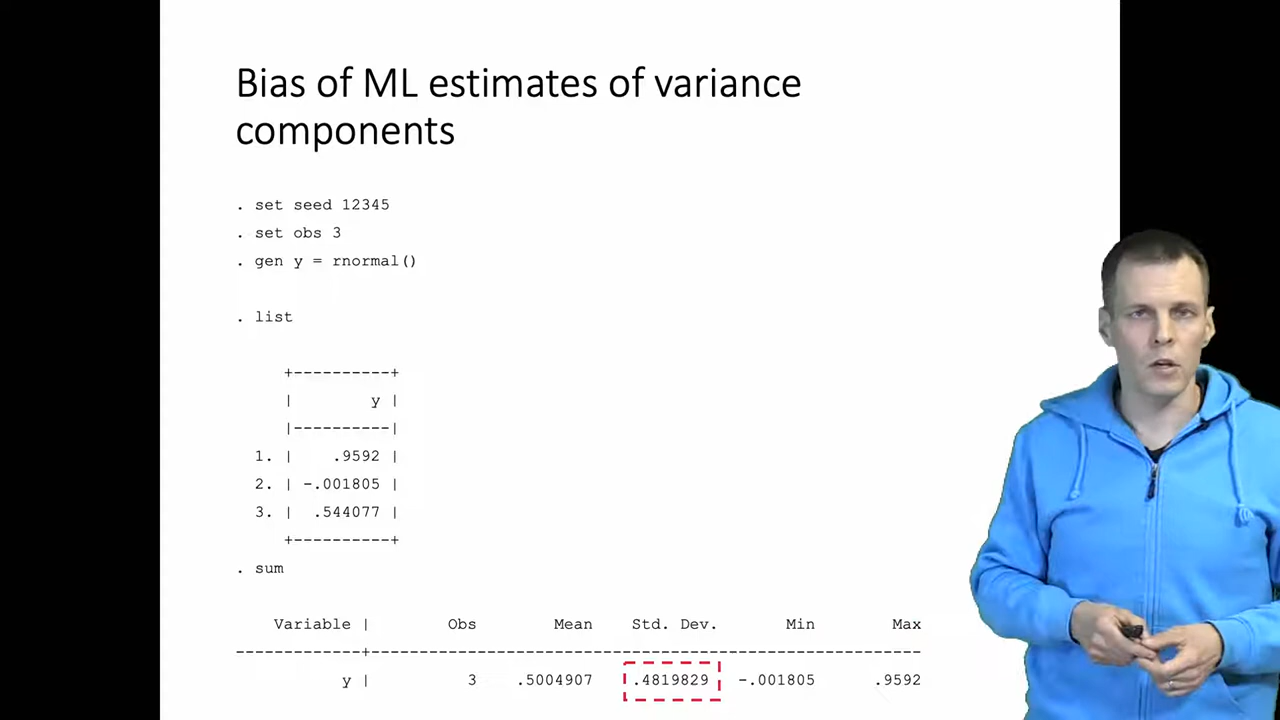 Bias of ML estimates of variance
components
. set seed 12345
. set obs 3
. gen y = rnormal()
. list
+----------+
|        y |
|----------|
1. |    .9592 |
2. | -.001805 |
3. |  .544077 |
+----------+
. sum
Variable |        Obs        Mean    Std. Dev.       Min        Max
-------------+---------------------------------------------------------
y |          3    .5004907    .4819829   -.001805      .9592